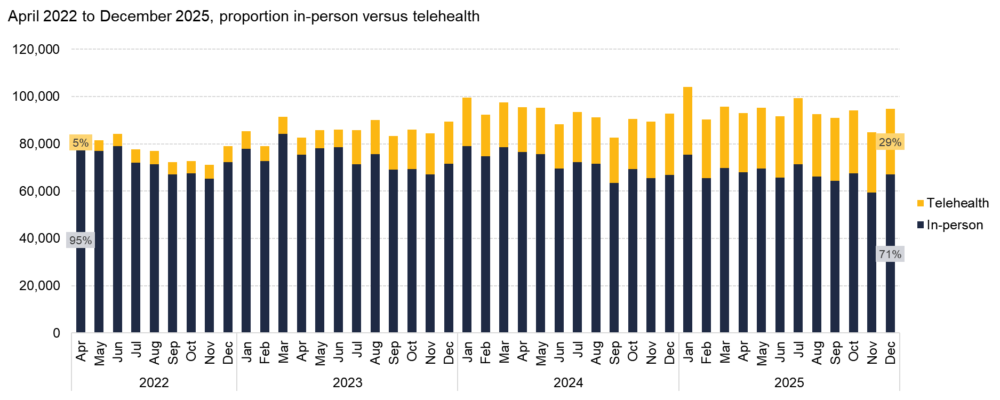 April 2022 to December 2025, proportion in-person versus telehealth
120,000
100,000
80,000
60,000
40,000
20,000
0
5%
95%
29%
71%
Telehealth
In-person
Apr May Jun Jul Aug Sep Oct Nov Dec Jan Feb Mar Apr May Jun Jul Aug Sep Oct Nov Dec Jan Feb Mar Apr May Jun Jul Aug Sep Oct Nov Dec Jan Feb Mar Apr May Jun Jul Aug Sep Oct Nov Dec
2022 2023 2024 2025